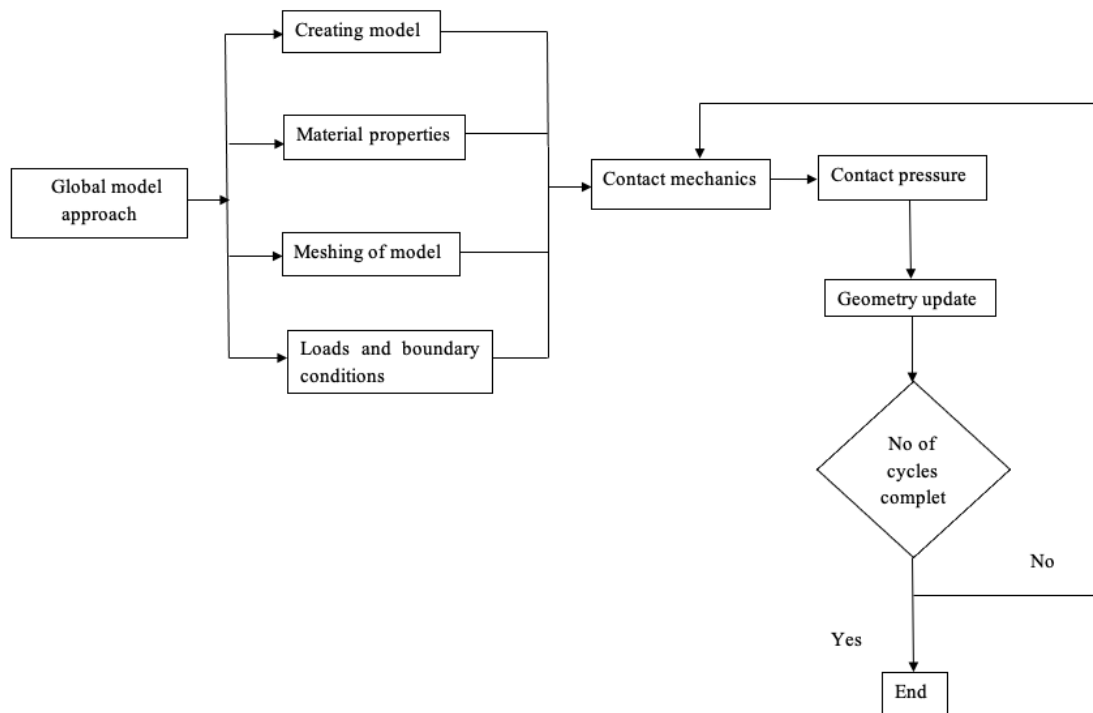 Creating model
Material properties
Global model
approach
Contact mechanics
Contact pressure
Meshing of model
Geometry update
Loads and boundary
conditions
No of
cycles
complet
No
Yes
End